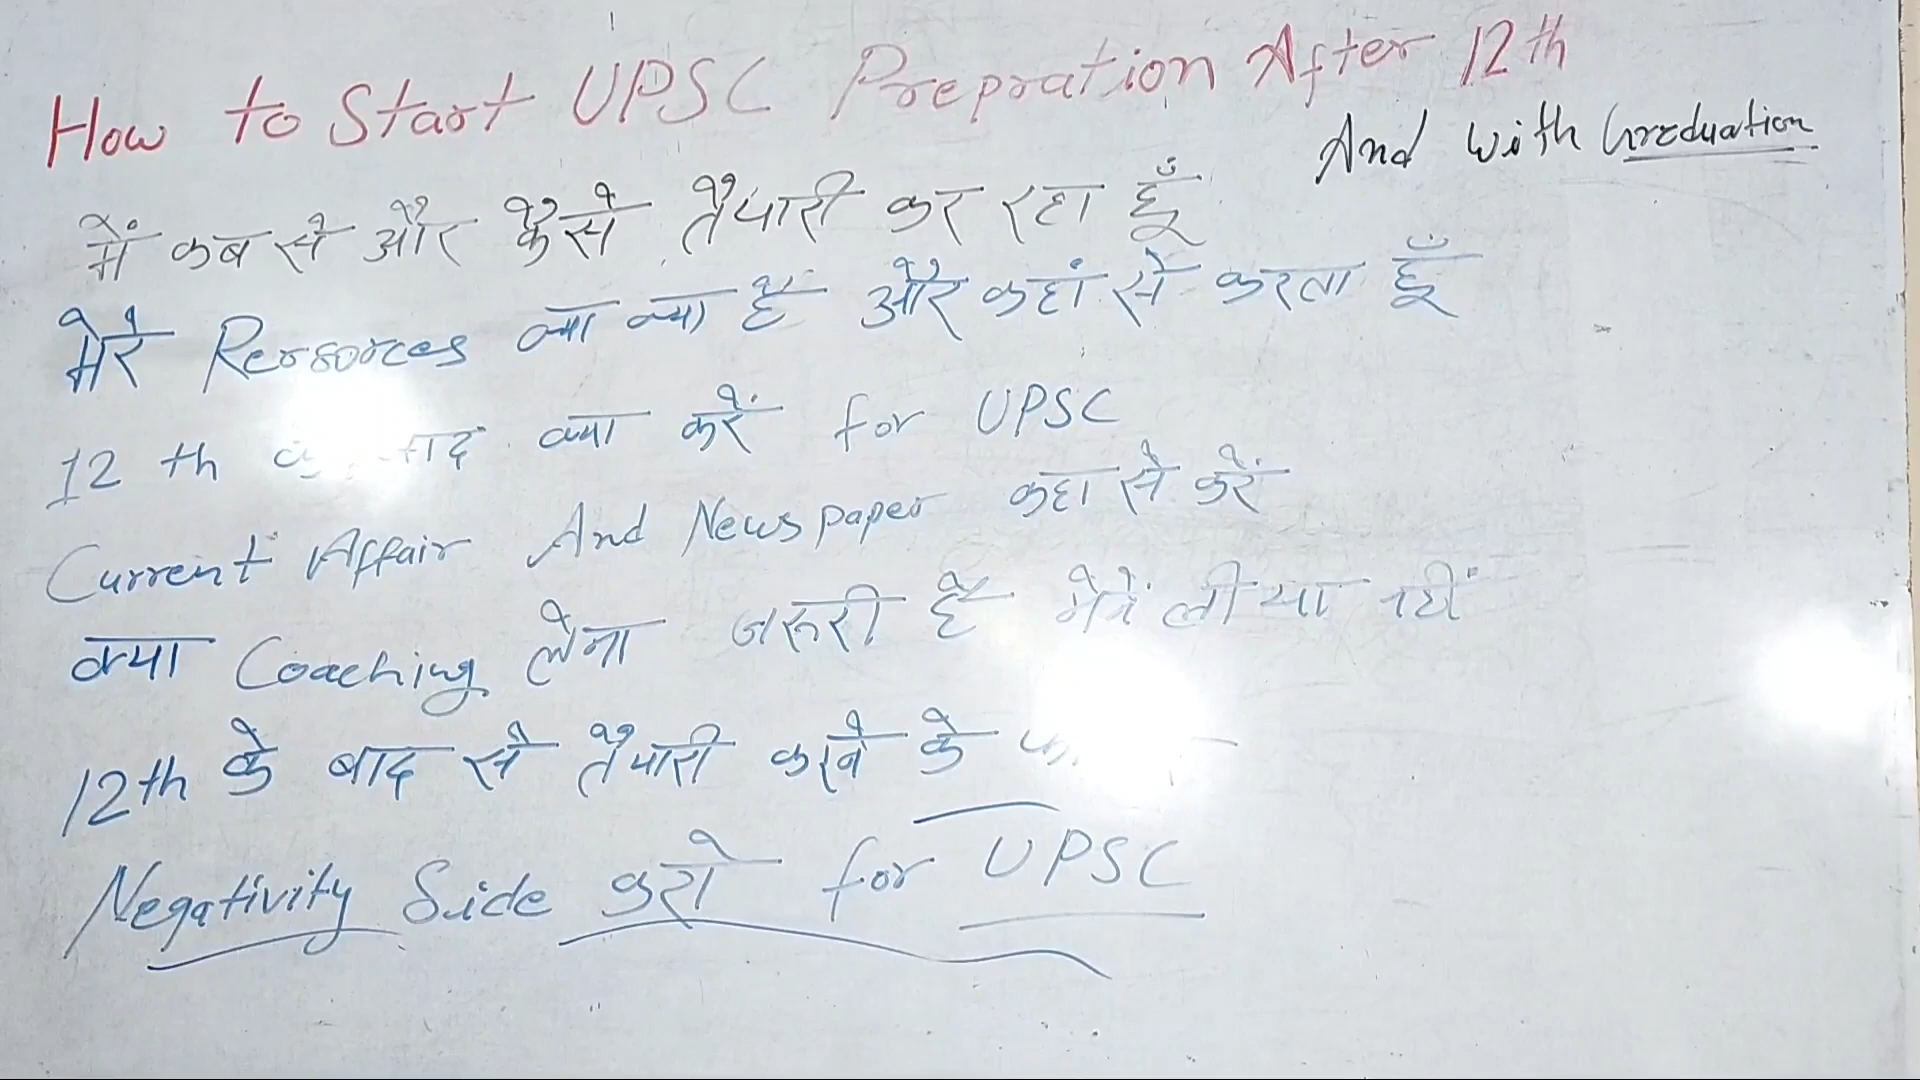 How to Start UPSC Prepration After 12th
And with Graduation
मैं कब से और कैसे तैयारी कर रहा हूँ
मेरे Rersources क्या क्या हैं और कहां से करता हूँ
12 th बाद क्या करें for UPSC
Current Affair And News paper कहा से करें
क्या Coaching लेना जरूरी है मैने ली या नहीं
12th के बाद से तैयारी करने के
Negativity Side करो for UPSC